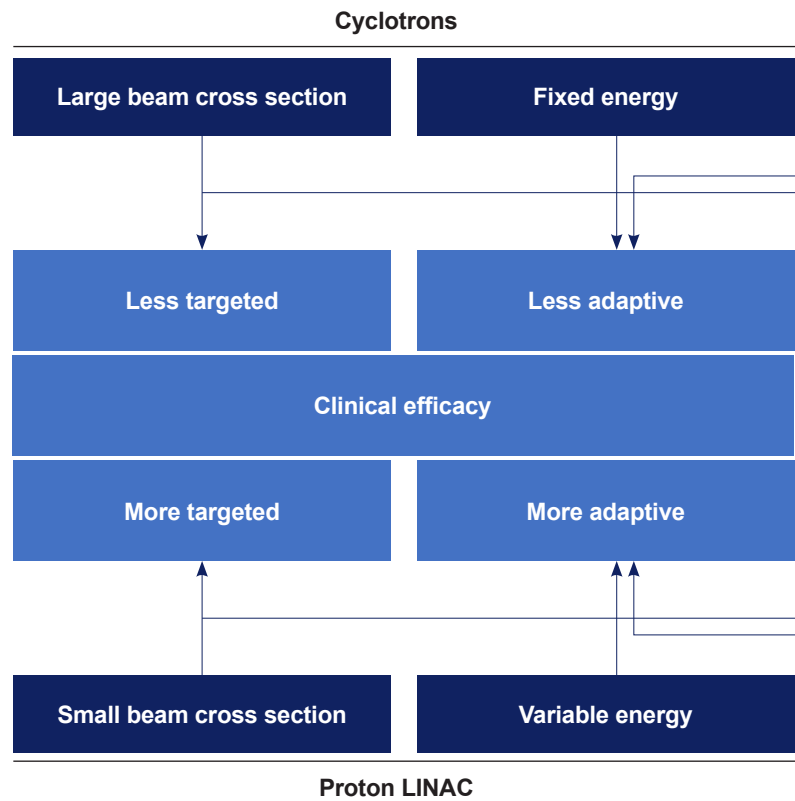 Cyclotrons
Large beam cross section
Fixed energy
Less targeted
Less adaptive
Clinical efficacy
More targeted
More adaptive
Small beam cross section
Variable energy
Proton LINAC